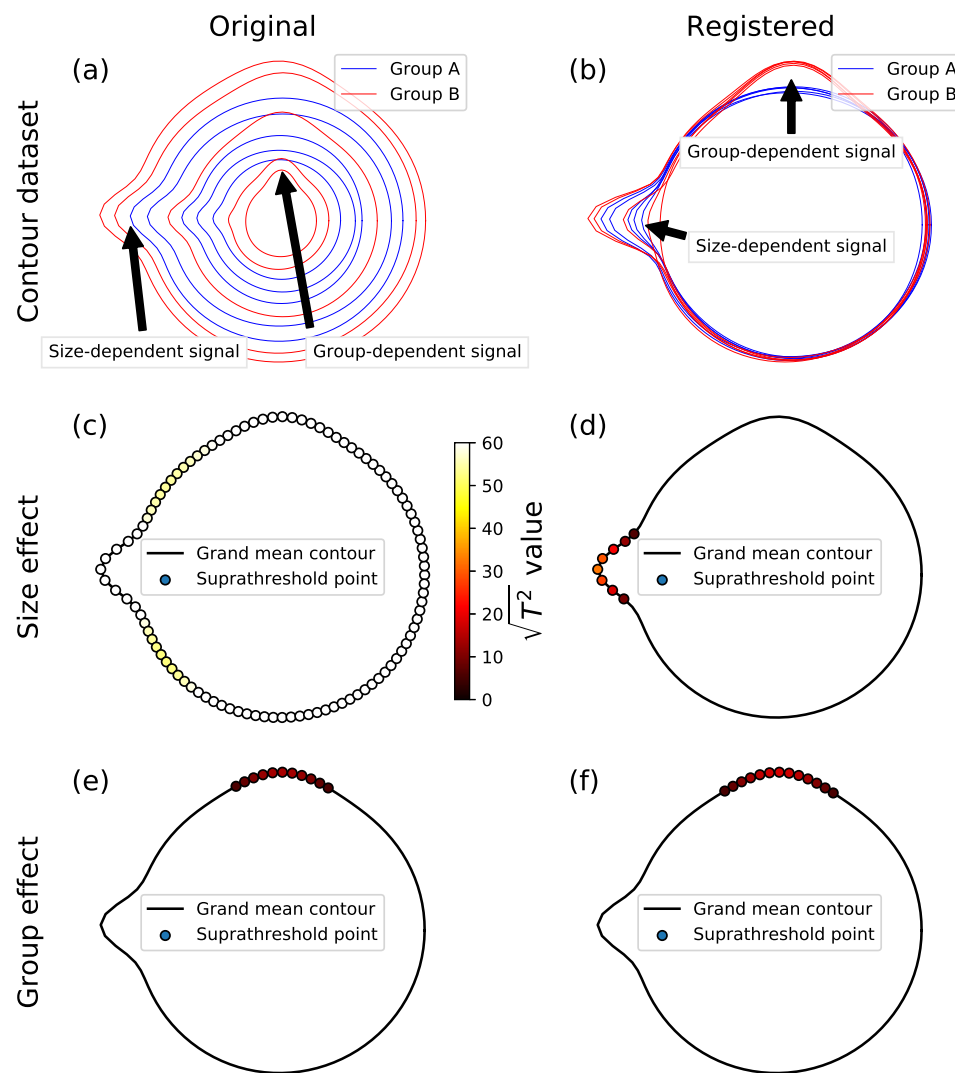 Original
Registered
Contour dataset
(a)
Group A
Group B
Size-dependent signal
Group-dependent signal
(b)
Group A
Group B
Group-dependent signal
Size-dependent signal
Size effect
(c)
Grand mean contour
Suprathreshold point
60
50
40
30
20
10
0
√T² value
(d)
Grand mean contour
Suprathreshold point
Group effect
(e)
Grand mean contour
Suprathreshold point
(f)
Grand mean contour
Suprathreshold point